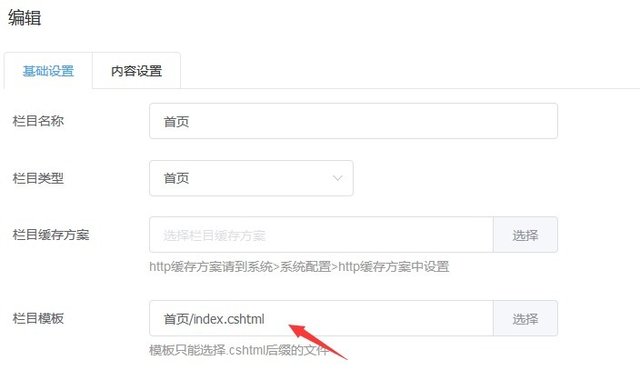 编辑
基础设置 内容设置
栏目名称 首页
栏目类型 首页
栏目缓存方案 选择栏目缓存方案 选择
http缓存方案请到系统>系统配置>http缓存方案中设置
栏目模板 首页/index.cshtml 选择
模板只能选择.cshtml后缀的文件